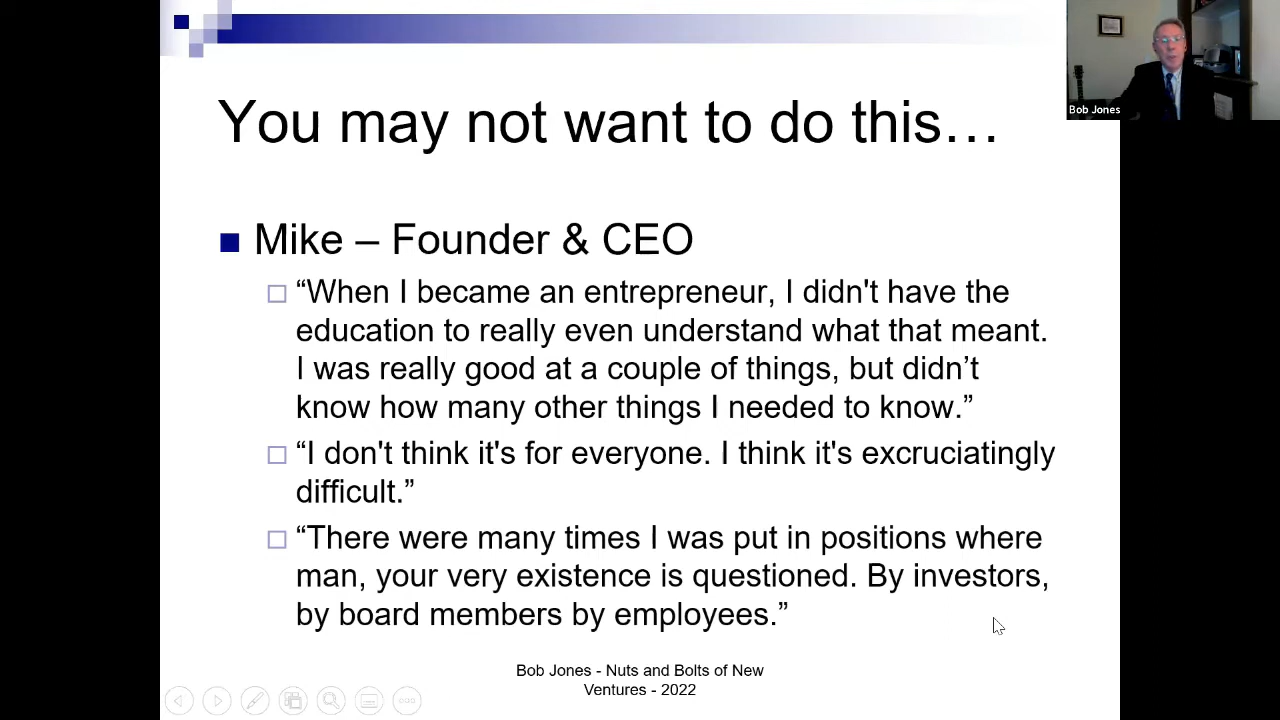 You may not want to do this…
Bob Jones
Mike – Founder & CEO
“When I became an entrepreneur, I didn't have the
education to really even understand what that meant.
I was really good at a couple of things, but didn’t
know how many other things I needed to know.”
“I don't think it's for everyone. I think it's excruciatingly
difficult.”
“There were many times I was put in positions where
man, your very existence is questioned. By investors,
by board members by employees.”
Bob Jones - Nuts and Bolts of New
Ventures - 2022